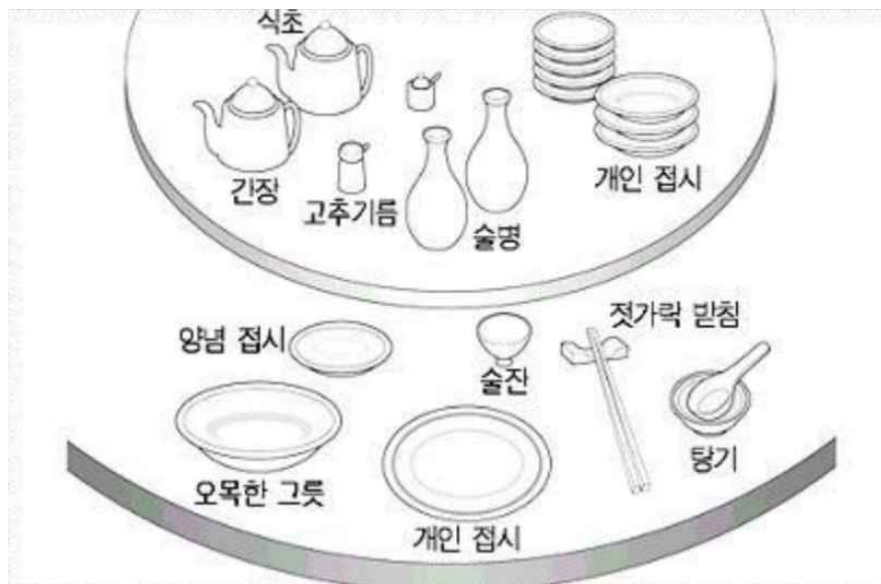 식초
간장
고추기름
술명
개인 접시
양념 접시
술잔
젓가락 받침
오목한 그릇
개인 접시
탕기